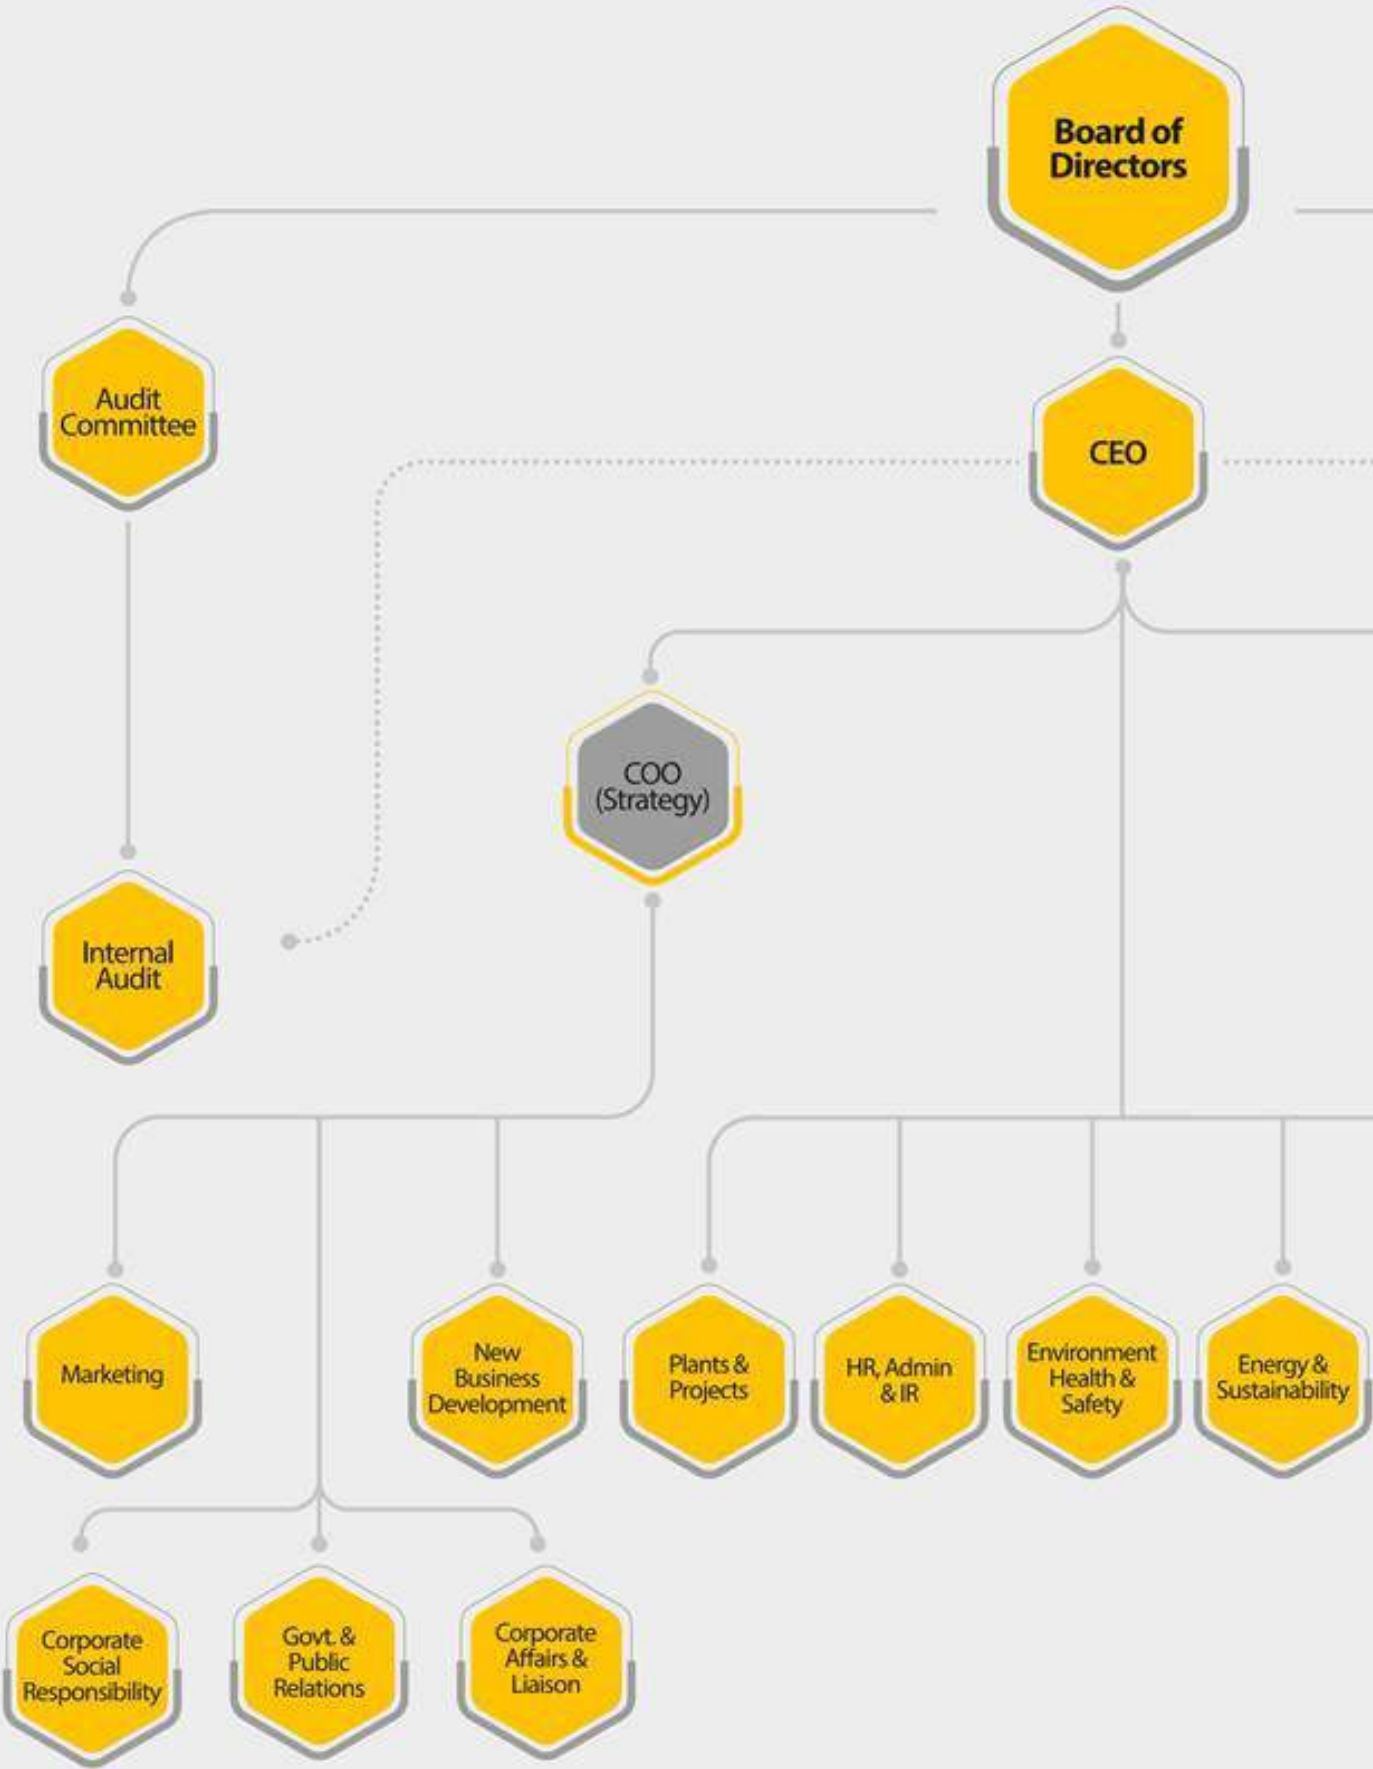 Board of
Directors
Audit
Committee
CEO
COO
(Strategy)
Internal
Audit
Marketing
New
Business
Development
Plants &
Projects
HR, Admin
& IR
Environment
Health &
Safety
Energy &
Sustainability
Corporate
Social
Responsibility
Govt. &
Public
Relations
Corporate
Affairs &
Liaison